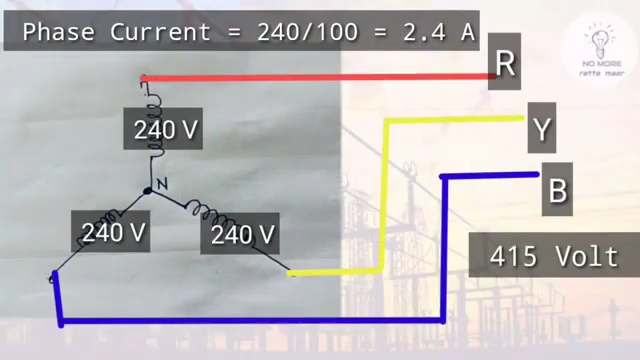 Phase Current = 240/100 = 2.4 A
NO MORE
ratta maar
R
240 V
Y
N
B
240 V
240 V
415 Volt